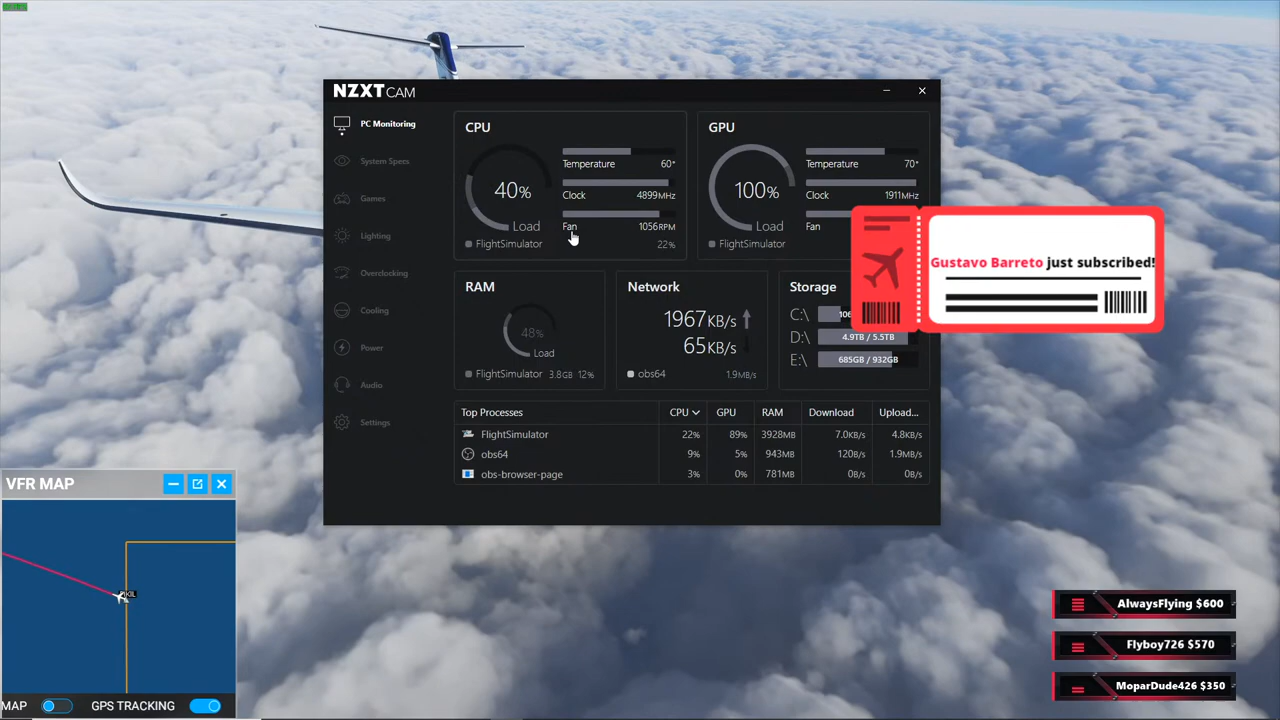 NZXT CAM
PC Monitoring
System Specs
Games
Lighting
Overclocking
Cooling
Power
Audio
Settings
CPU
40%
Load
Temperature 60°
Clock 4899MHz
Fan 1056RPM
FlightSimulator 22%
GPU
100%
Load
Temperature 70°
Clock 1911MHz
Fan
FlightSimulator
Gustavo Barreto just subscribed!
RAM
48%
Load
FlightSimulator 3.8GB 12%
Network
1967KB/s
65KB/s
obs64 1.9MB/s
Storage
C:\
D:\ 4.9TB / 5.5TB
E:\ 685GB / 932GB
Top Processes CPU GPU RAM Download Upload...
FlightSimulator 22% 89% 3928MB 7.0KB/s 4.8KB/s
obs64 9% 5% 943MB 120B/s 1.9MB/s
obs-browser-page 3% 0% 781MB 0B/s 0B/s
VFR MAP
MAP GPS TRACKING
AlwaysFlying $600
Flyboy726 $570
MoparDude426 $350